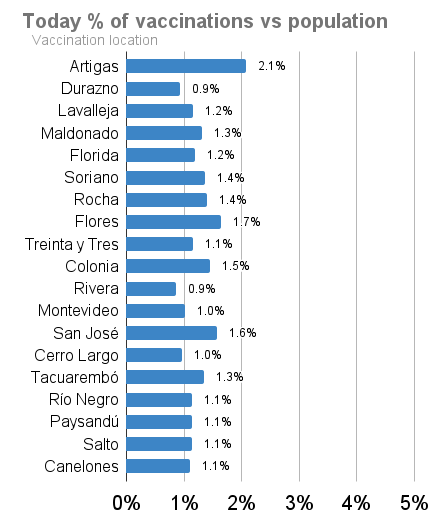 Today % of vaccinations vs population
Vaccination location
Artigas 2.1%
Durazno 0.9%
Lavalleja 1.2%
Maldonado 1.3%
Florida 1.2%
Soriano 1.4%
Rocha 1.4%
Flores 1.7%
Treinta y Tres 1.1%
Colonia 1.5%
Rivera 0.9%
Montevideo 1.0%
San José 1.6%
Cerro Largo 1.0%
Tacuarembó 1.3%
Río Negro 1.1%
Paysandú 1.1%
Salto 1.1%
Canelones 1.1%
0% 1% 2% 3% 4% 5%